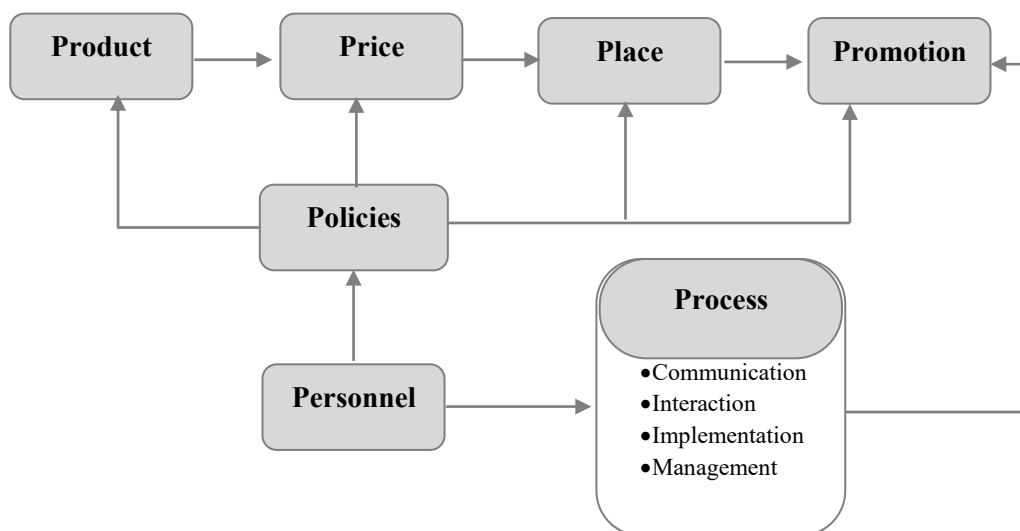 Product
Price
Place
Promotion
Policies
Process
•Communication
•Interaction
•Implementation
•Management
Personnel